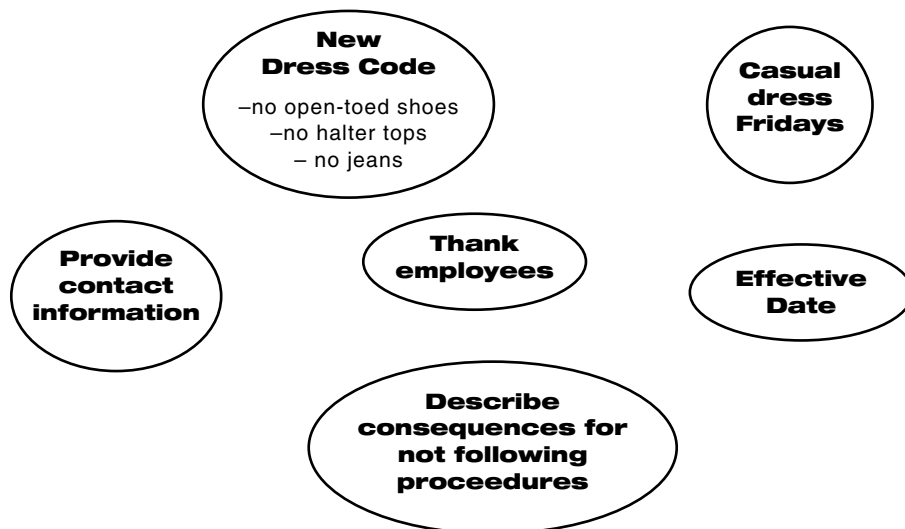 New
Dress Code
–no open-toed shoes
–no halter tops
– no jeans
Casual
dress
Fridays
Provide
contact
information
Thank
employees
Effective
Date
Describe
consequences for
not following
proceedures